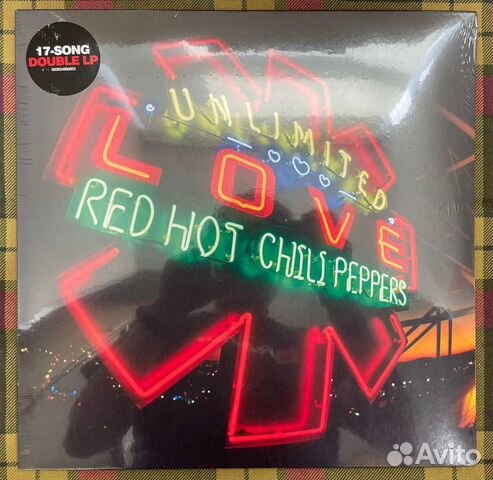 17-SONG
DOUBLE LP
UNLIMITED
LOVE
RED HOT CHILI PEPPERS
Avito